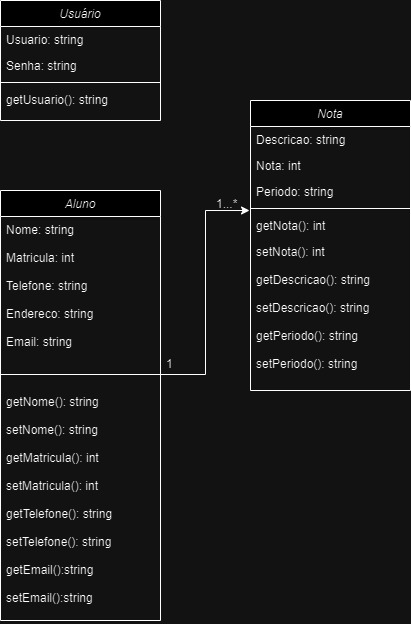 Usuário
Usuario: string
Senha: string
getUsuario(): string
Nota
Descricao: string
Nota: int
Periodo: string
getNota(): int
setNota(): int
getDescricao(): string
setDescricao(): string
getPeriodo(): string
setPeriodo(): string
1...*
1
Aluno
Nome: string
Matricula: int
Telefone: string
Endereco: string
Email: string
getNome(): string
setNome(): string
getMatricula(): int
setMatricula(): int
getTelefone(): string
setTelefone(): string
getEmail():string
setEmail():string